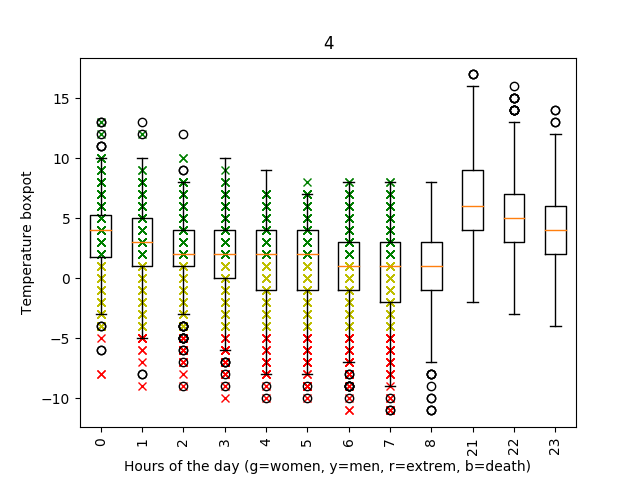 4
Temperature boxpot
15
10
5
0
−5
−10
0 1 2 3 4 5 6 7 8 21 22 23
Hours of the day (g=women, y=men, r=extrem, b=death)